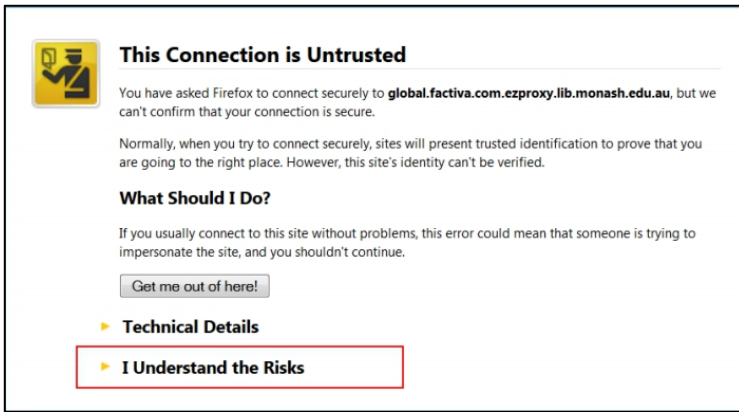 This Connection is Untrusted
You have asked Firefox to connect securely to global.factiva.com.ezproxy.lib.monash.edu.au, but we
can't confirm that your connection is secure.
Normally, when you try to connect securely, sites will present trusted identification to prove that you
are going to the right place. However, this site's identity can't be verified.
What Should I Do?
If you usually connect to this site without problems, this error could mean that someone is trying to
impersonate the site, and you shouldn't continue.
Get me out of here!
Technical Details
I Understand the Risks